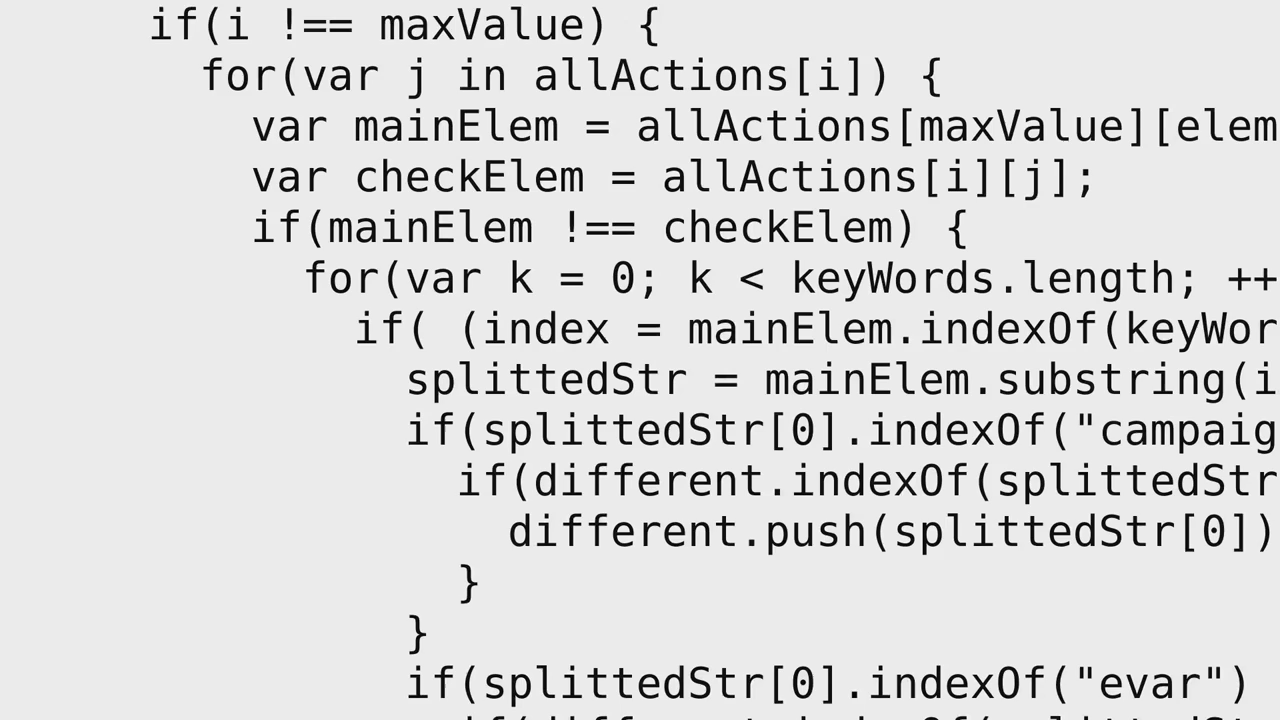 if(i !== maxValue) {
for(var j in allActions[i]) {
var mainElem = allActions[maxValue][elem
var checkElem = allActions[i][j];
if(mainElem !== checkElem) {
for(var k = 0; k < keyWords.length; ++
if( (index = mainElem.indexOf(keyWor
splittedStr = mainElem.substring(i
if(splittedStr[0].indexOf("campaig
if(different.indexOf(splittedStr
different.push(splittedStr[0])
}
}
if(splittedStr[0].indexOf("evar")